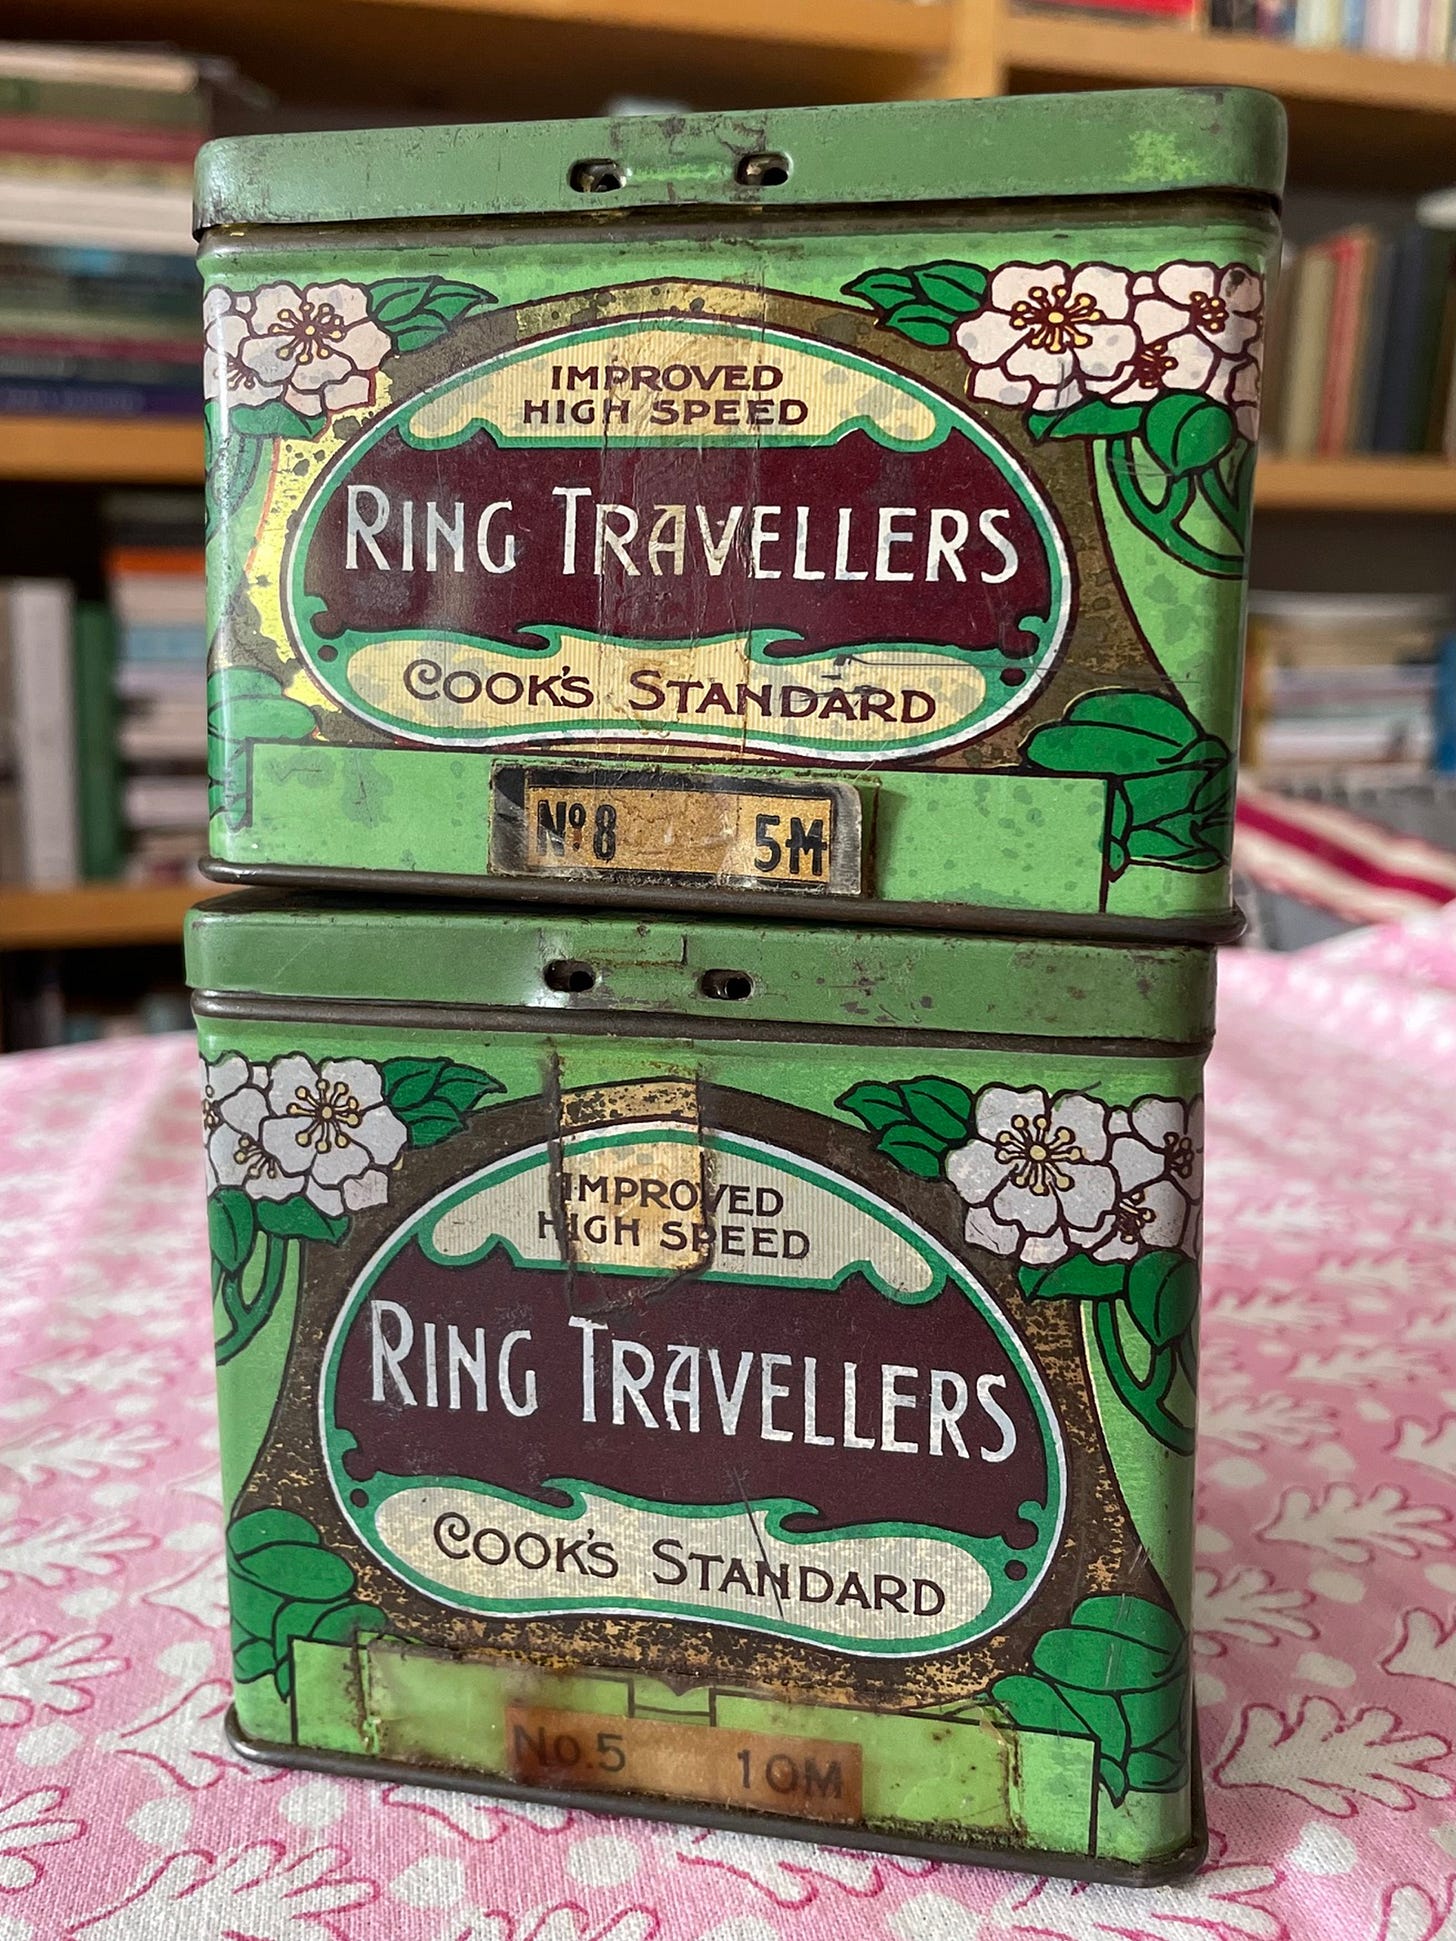 IMPROVED
HIGH SPEED
RING TRAVELLERS
COOK'S STANDARD
Nº 8 5M
IMPROVED
HIGH SPEED
RING TRAVELLERS
COOK'S STANDARD
No.5 10M